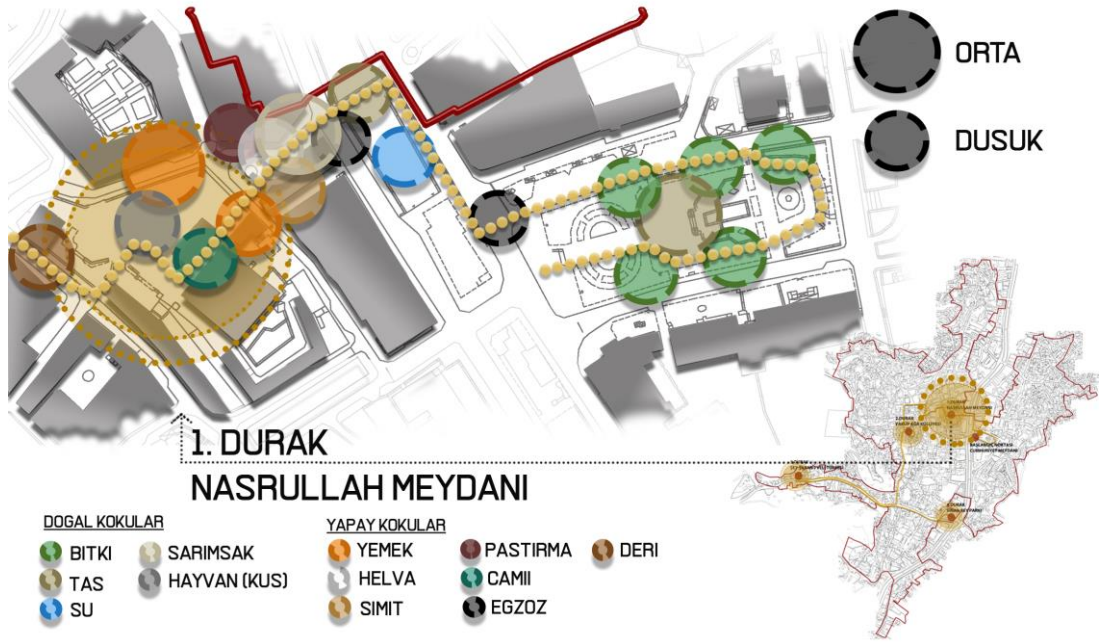 ORTA
DUSUK
1. DURAK
NASRULLAH MEYDANI
DOGAL KOKULAR
BITKI
SARIMSAK
TAS
HAYVAN (KUS)
SU
YAPAY KOKULAR
YEMEK
PASTIRMA
DERI
HELVA
CAMII
SIMIT
EGZOZ